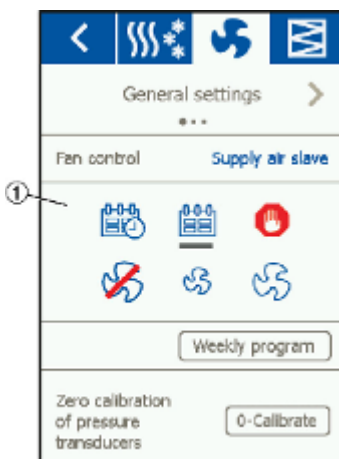 General settings
Fan control Supply air slave
1
Weekly program
Zero calibration
of pressure
transducers
0-Calibrate